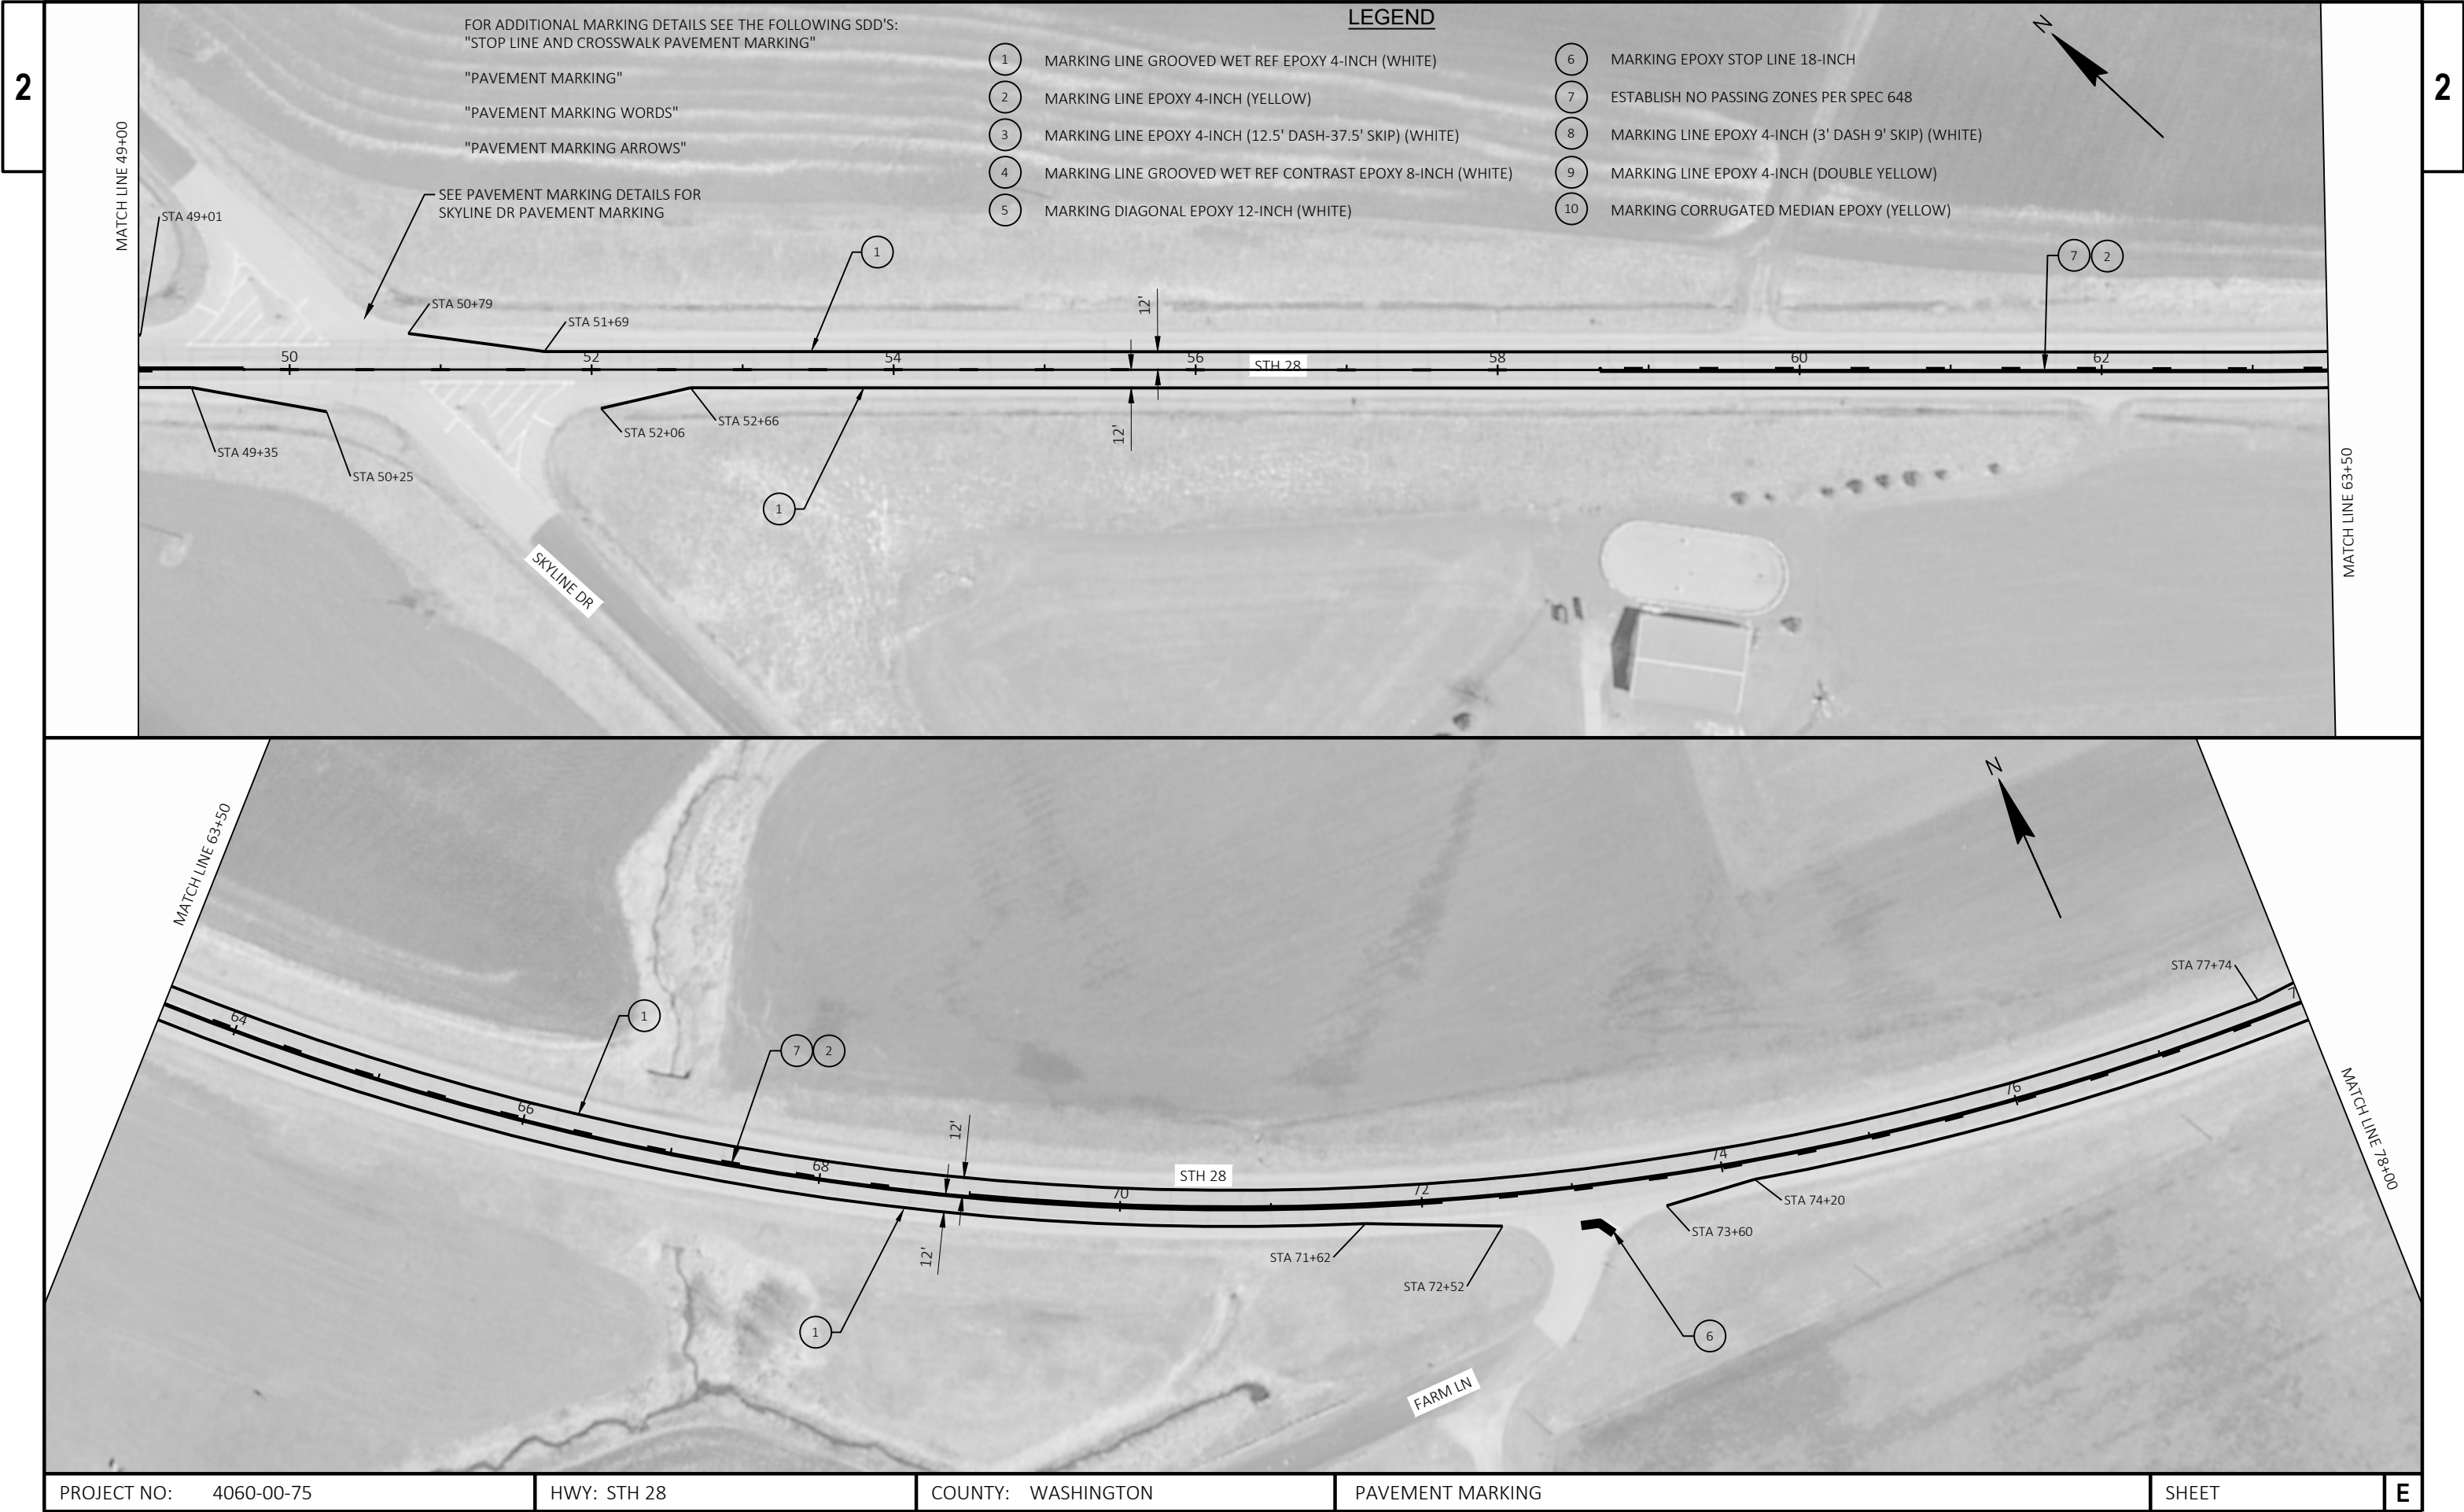 2
2
FOR ADDITIONAL MARKING DETAILS SEE THE FOLLOWING SDD'S:
"STOP LINE AND CROSSWALK PAVEMENT MARKING"
"PAVEMENT MARKING"
"PAVEMENT MARKING WORDS"
"PAVEMENT MARKING ARROWS"
LEGEND
1 MARKING LINE GROOVED WET REF EPOXY 4-INCH (WHITE)
2 MARKING LINE EPOXY 4-INCH (YELLOW)
3 MARKING LINE EPOXY 4-INCH (12.5' DASH-37.5' SKIP) (WHITE)
4 MARKING LINE GROOVED WET REF CONTRAST EPOXY 8-INCH (WHITE)
5 MARKING DIAGONAL EPOXY 12-INCH (WHITE)
6 MARKING EPOXY STOP LINE 18-INCH
7 ESTABLISH NO PASSING ZONES PER SPEC 648
8 MARKING LINE EPOXY 4-INCH (3' DASH 9' SKIP) (WHITE)
9 MARKING LINE EPOXY 4-INCH (DOUBLE YELLOW)
10 MARKING CORRUGATED MEDIAN EPOXY (YELLOW)
N
MATCH LINE 49+00
SEE PAVEMENT MARKING DETAILS FOR
SKYLINE DR PAVEMENT MARKING
STA 49+01
1
7 2
STA 50+79
STA 51+69
12'
50 52 54 56 58 60 62
STH 28
STA 49+35
STA 50+25
STA 52+06
STA 52+66
12'
1
SKYLINE DR
MATCH LINE 63+50
MATCH LINE 63+50
N
STA 77+74
64 66 68 70 72 74 76 7
1
7 2
12'
STH 28
12'
1
STA 71+62
STA 72+52
STA 73+60
STA 74+20
6
FARM LN
MATCH LINE 78+00
PROJECT NO: 4060-00-75
HWY: STH 28
COUNTY: WASHINGTON
PAVEMENT MARKING
SHEET
E